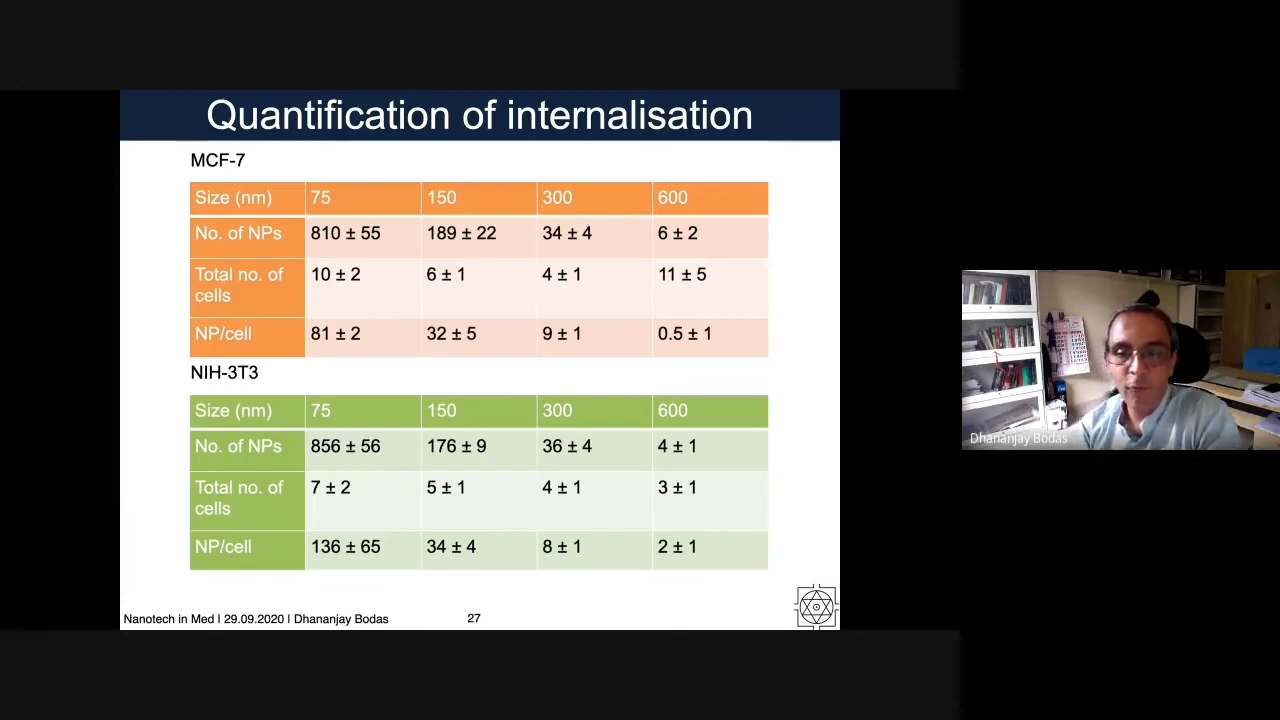 Quantification of internalisation
MCF-7
Size (nm) 75 150 300 600
No. of NPs 810 ± 55 189 ± 22 34 ± 4 6 ± 2
Total no. of cells 10 ± 2 6 ± 1 4 ± 1 11 ± 5
NP/cell 81 ± 2 32 ± 5 9 ± 1 0.5 ± 1
NIH-3T3
Size (nm) 75 150 300 600
No. of NPs 856 ± 56 176 ± 9 36 ± 4 4 ± 1
Total no. of cells 7 ± 2 5 ± 1 4 ± 1 3 ± 1
NP/cell 136 ± 65 34 ± 4 8 ± 1 2 ± 1
Nanotech in Med | 29.09.2020 | Dhananjay Bodas 27
Dhananjay Bodas